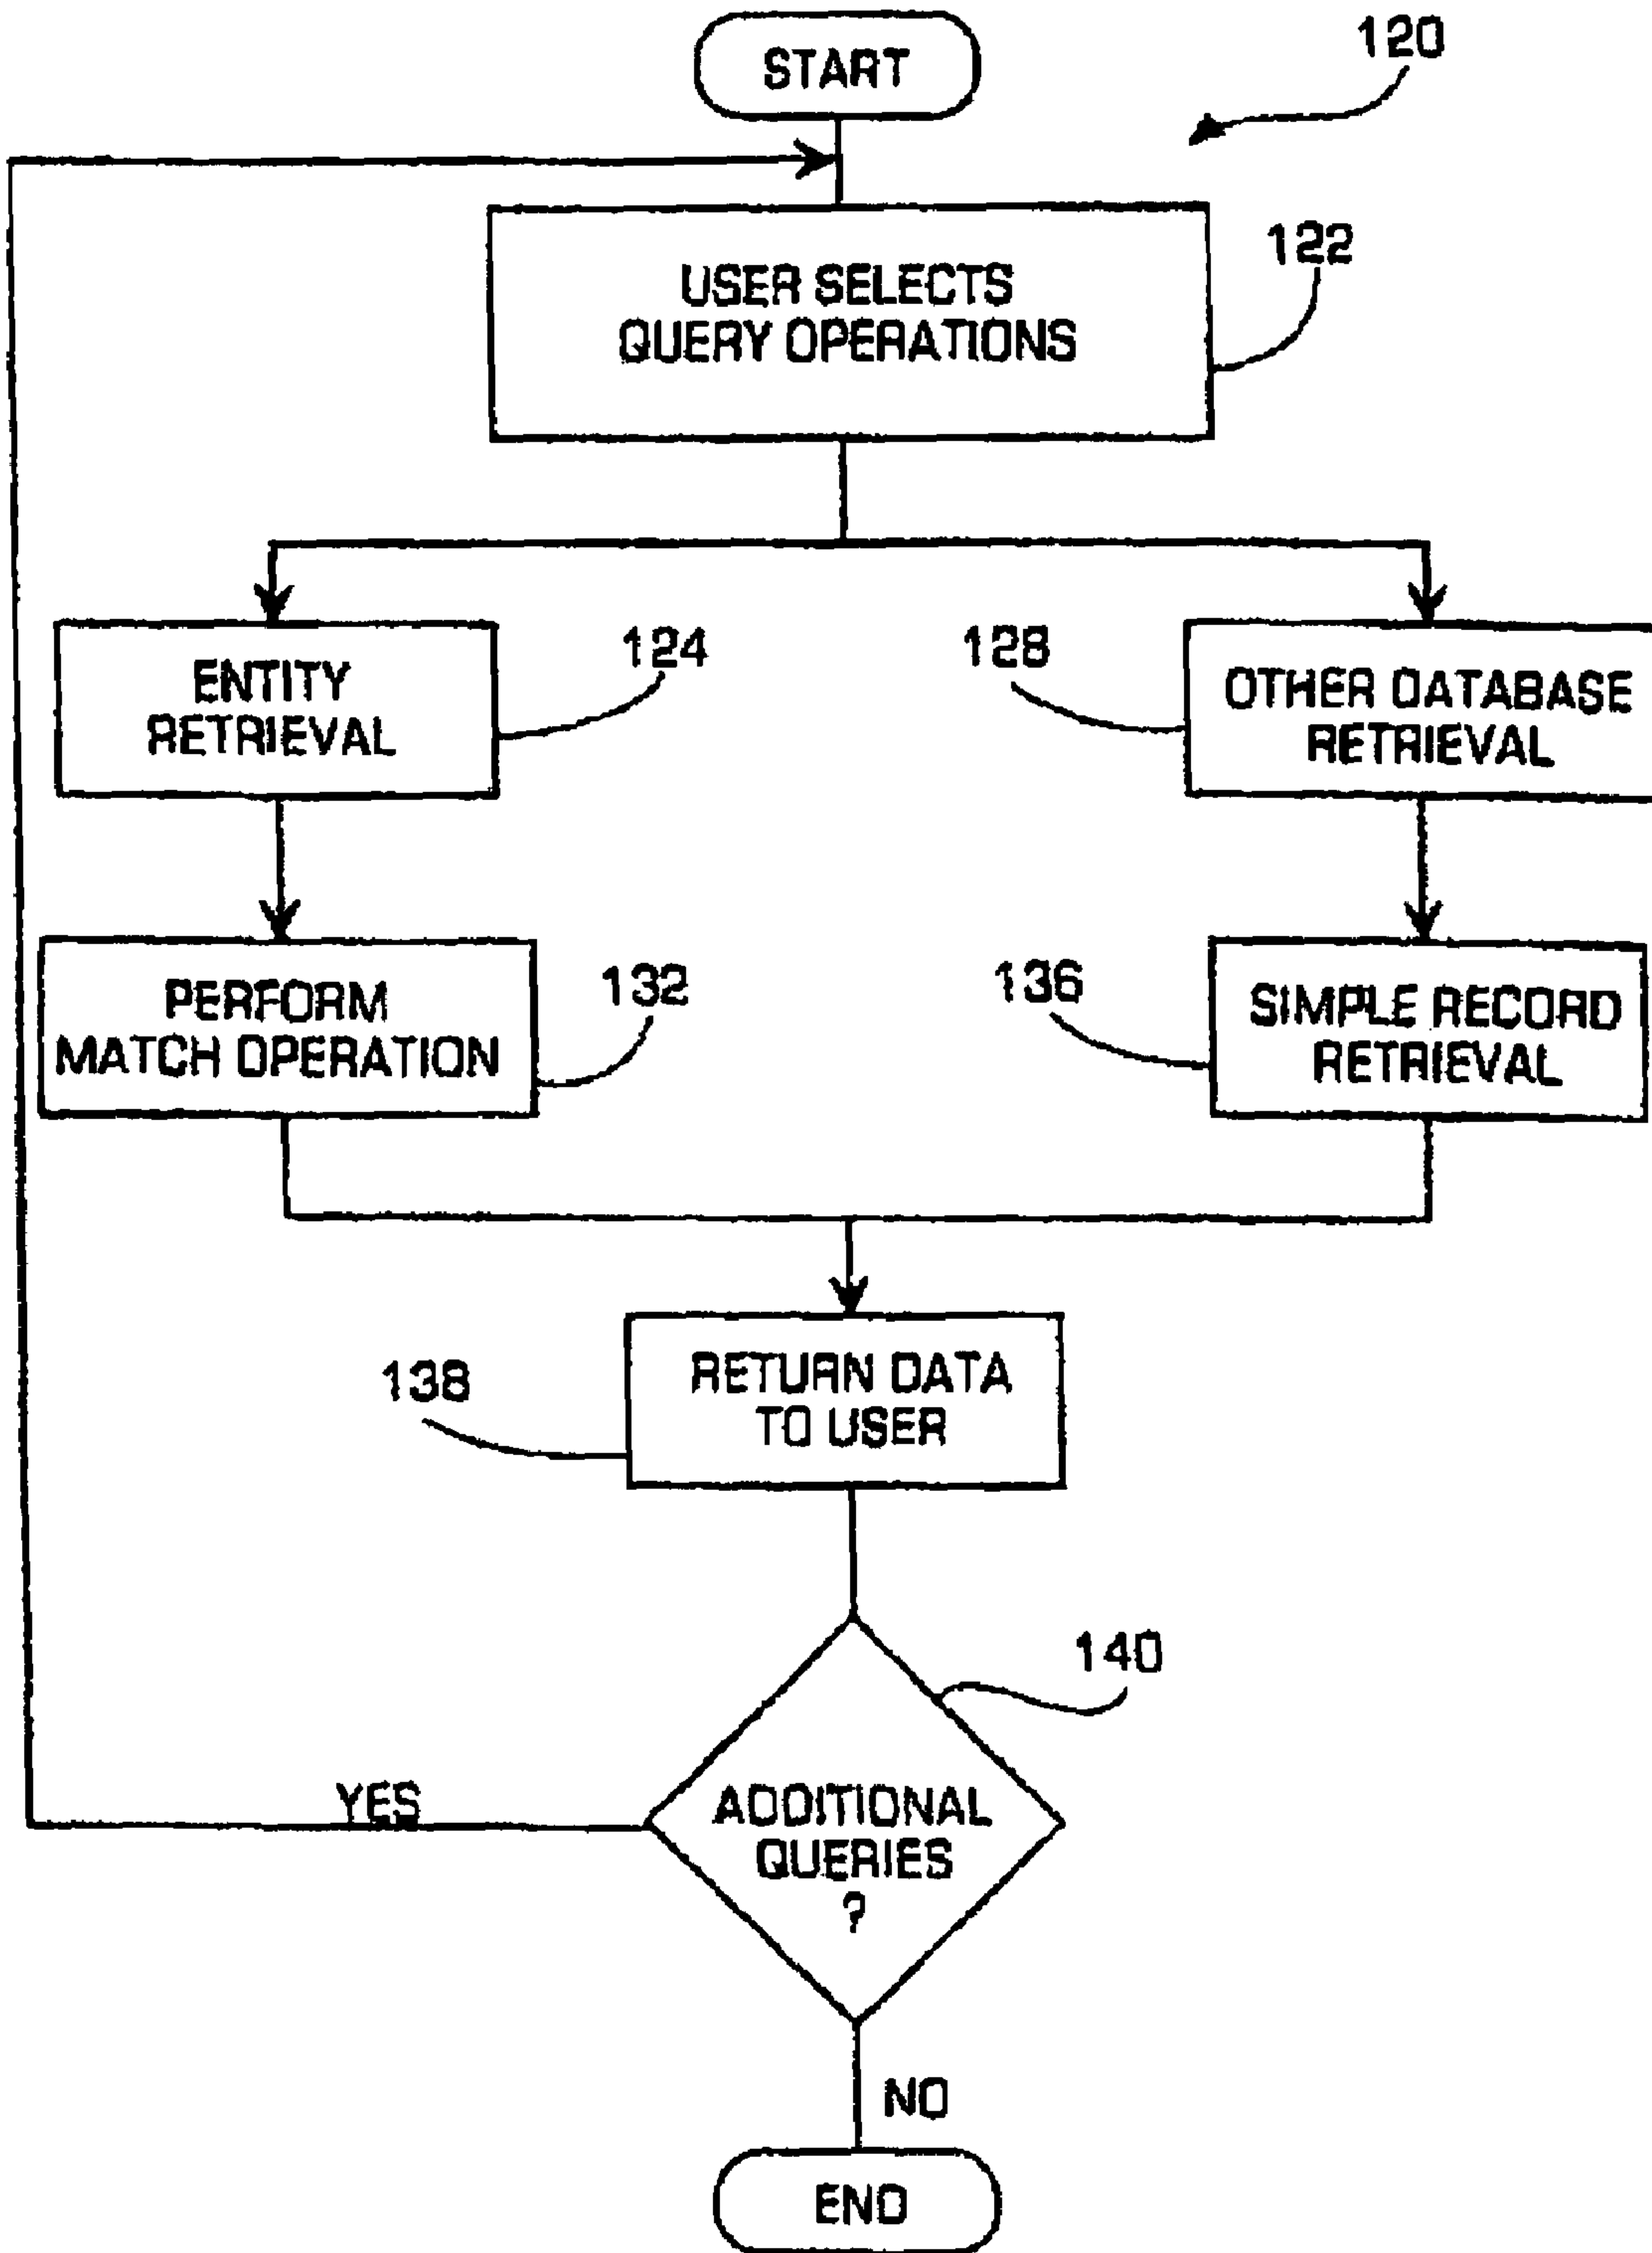 START
120
USER SELECTS
QUERY OPERATIONS
122
ENTITY
RETRIEVAL
124
128
OTHER DATABASE
RETRIEVAL
PERFORM
MATCH OPERATION
132
136
SIMPLE RECORD
RETRIEVAL
138
RETURN DATA
TO USER
140
YES
ADDITIONAL
QUERIES
?
NO
END